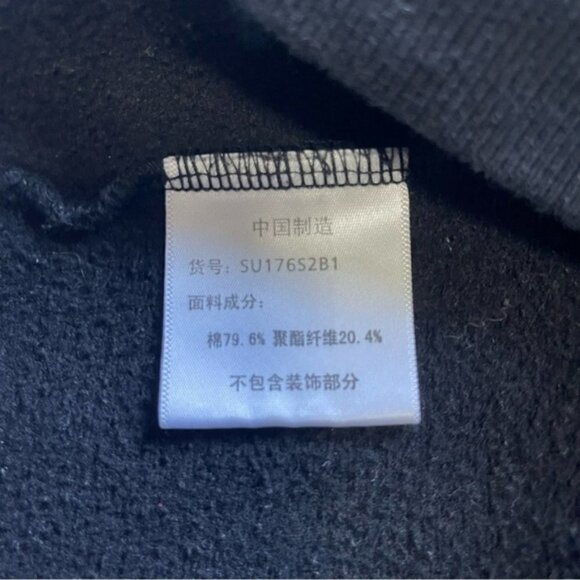 中国制造
货号: SU176S2B1
面料成分:
棉79.6% 聚酯纤维20.4%
不包含装饰部分